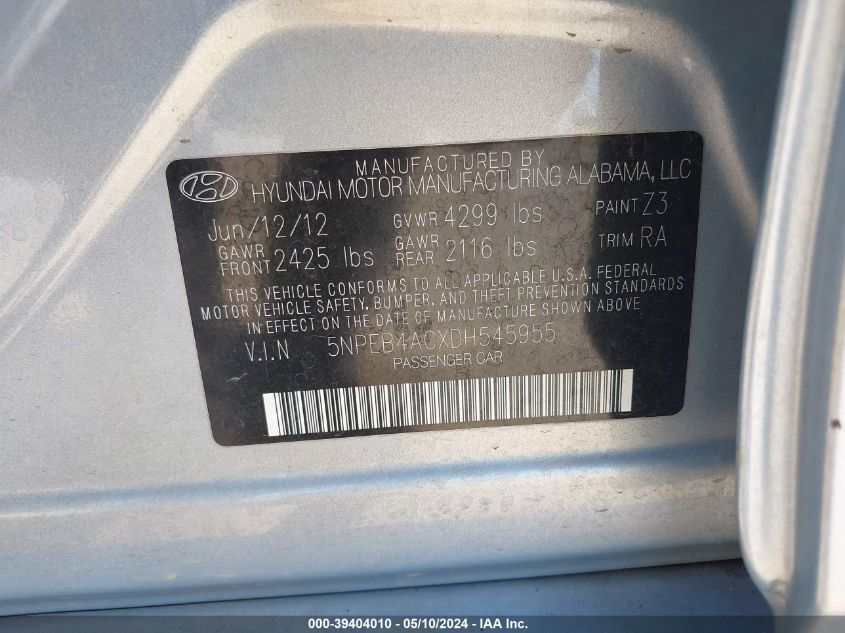 MANUFACTURED BY
HYUNDAI MOTOR MANUFACTURING ALABAMA, LLC
Jun/12/12 GVWR 4299 lbs PAINT Z3
GAWR FRONT 2425 lbs GAWR REAR 2116 lbs TRIM RA
THIS VEHICLE CONFORMS TO ALL APPLICABLE U.S.A. FEDERAL
MOTOR VEHICLE SAFETY, BUMPER, AND THEFT PREVENTION STANDARDS
IN EFFECT ON THE DATE OF MANUFACTURE SHOWN ABOVE
V.I.N 5NPEB4ACXDH545955
PASSENGER CAR
000-39404010 - 05/10/2024 - IAA Inc.